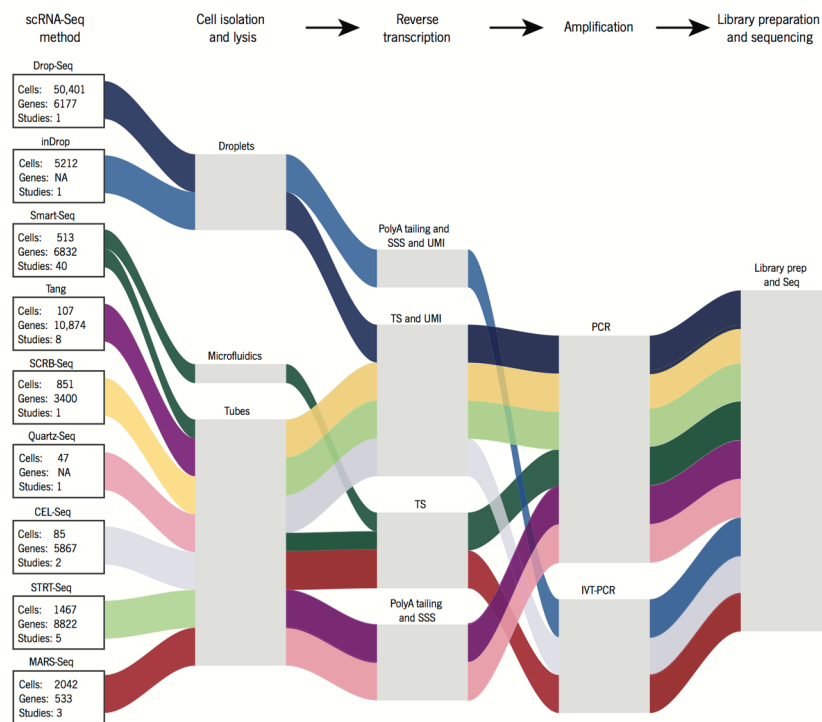 scRNA-Seq
method
Cell isolation
and lysis
Reverse
transcription
Amplification
Library preparation
and sequencing
Drop-Seq
Cells: 50,401
Genes: 6177
Studies: 1
inDrop
Cells: 5212
Genes: NA
Studies: 1
Smart-Seq
Cells: 513
Genes: 6832
Studies: 40
Tang
Cells: 107
Genes: 10,874
Studies: 8
SCRB-Seq
Cells: 851
Genes: 3400
Studies: 1
Quartz-Seq
Cells: 47
Genes: NA
Studies: 1
CEL-Seq
Cells: 85
Genes: 5867
Studies: 2
STRT-Seq
Cells: 1467
Genes: 8822
Studies: 5
MARS-Seq
Cells: 2042
Genes: 533
Studies: 3
Droplets
Microfluidics
Tubes
PolyA tailing and
SSS and UMI
TS and UMI
TS
PolyA tailing
and SSS
PCR
IVT-PCR
Library prep
and Seq